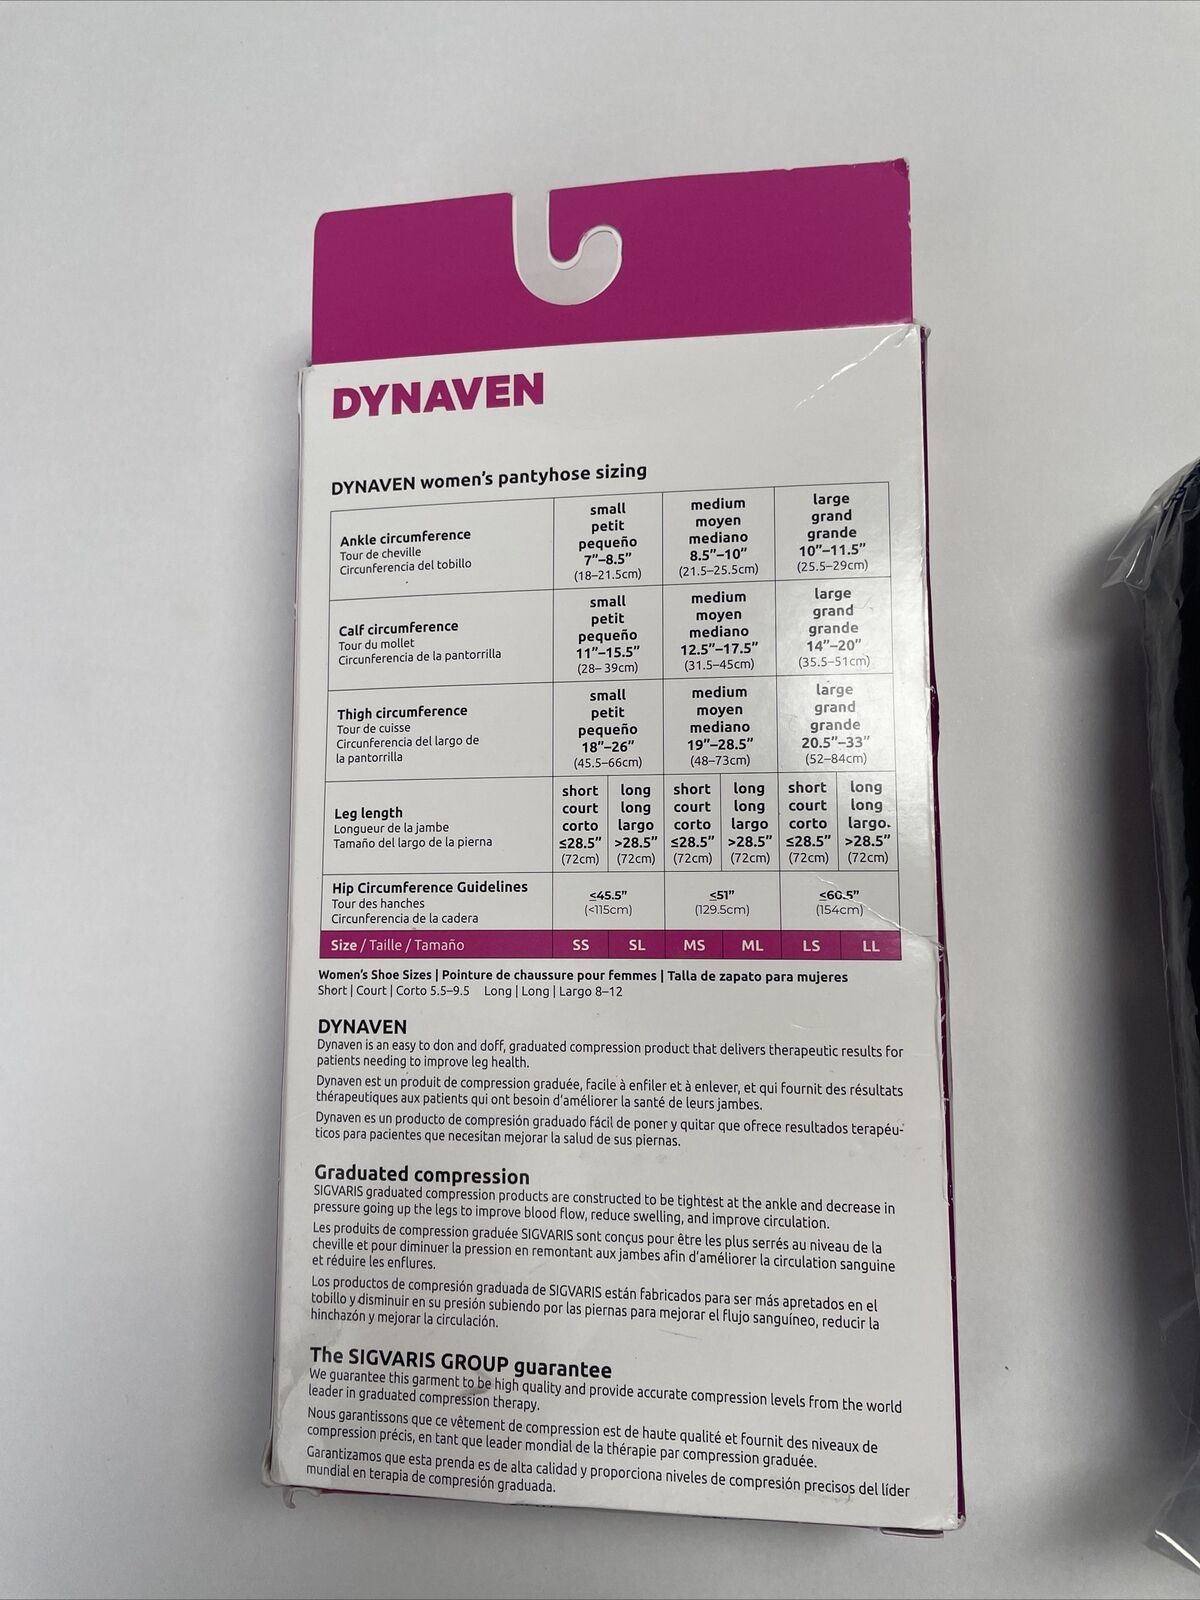 DYNAVEN
DYNAVEN women's pantyhose sizing
Ankle circumference
Tour de cheville
Circunferencia del tobillo
small
petit
pequeño
7"–8.5"
(18–21.5cm)
medium
moyen
mediano
8.5"–10"
(21.5–25.5cm)
large
grand
grande
10"–11.5"
(25.5–29cm)
Calf circumference
Tour du mollet
Circunferencia de la pantorrilla
small
petit
pequeño
11"–15.5"
(28– 39cm)
medium
moyen
mediano
12.5"–17.5"
(31.5–45cm)
large
grand
grande
14"–20"
(35.5–51cm)
Thigh circumference
Tour de cuisse
Circunferencia del largo de
la pantorrilla
small
petit
pequeño
18"–26"
(45.5–66cm)
medium
moyen
mediano
19"–28.5"
(48–73cm)
large
grand
grande
20.5"–33"
(52–84cm)
Leg length
Longueur de la jambe
Tamaño del largo de la pierna
short
court
corto
≤28.5"
(72cm)
long
long
largo
>28.5"
(72cm)
short
court
corto
≤28.5"
(72cm)
long
long
largo
>28.5"
(72cm)
short
court
corto
≤28.5"
(72cm)
long
long
largo.
>28.5"
(72cm)
Hip Circumference Guidelines
Tour des hanches
Circunferencia de la cadera
≤45.5"
(<115cm)
≤51"
(129.5cm)
≤60.5"
(154cm)
Size / Taille / Tamaño SS SL MS ML LS LL
Women's Shoe Sizes | Pointure de chaussure pour femmes | Talla de zapato para mujeres
Short | Court | Corto 5.5–9.5 Long | Long | Largo 8–12
DYNAVEN
Dynaven is an easy to don and doff, graduated compression product that delivers therapeutic results for
patients needing to improve leg health.
Dynaven est un produit de compression graduée, facile à enfiler et à enlever, et qui fournit des résultats
thérapeutiques aux patients qui ont besoin d'améliorer la santé de leurs jambes.
Dynaven es un producto de compresión graduado fácil de poner y quitar que ofrece resultados terapéu-
ticos para pacientes que necesitan mejorar la salud de sus piernas.
Graduated compression
SIGVARIS graduated compression products are constructed to be tightest at the ankle and decrease in
pressure going up the legs to improve blood flow, reduce swelling, and improve circulation.
Les produits de compression graduée SIGVARIS sont conçus pour être les plus serrés au niveau de la
cheville et pour diminuer la pression en remontant aux jambes afin d'améliorer la circulation sanguine
et réduire les enflures.
Los productos de compresión graduada de SIGVARIS están fabricados para ser más apretados en el
tobillo y disminuir en su presión subiendo por las piernas para mejorar el flujo sanguíneo, reducir la
hinchazón y mejorar la circulación.
The SIGVARIS GROUP guarantee
We guarantee this garment to be high quality and provide accurate compression levels from the world
leader in graduated compression therapy.
Nous garantissons que ce vêtement de compression est de haute qualité et fournit des niveaux de
compression précis, en tant que leader mondial de la thérapie par compression graduée.
Garantizamos que esta prenda es de alta calidad y proporciona niveles de compresión precisos del líder
mundial en terapia de compresión graduada.